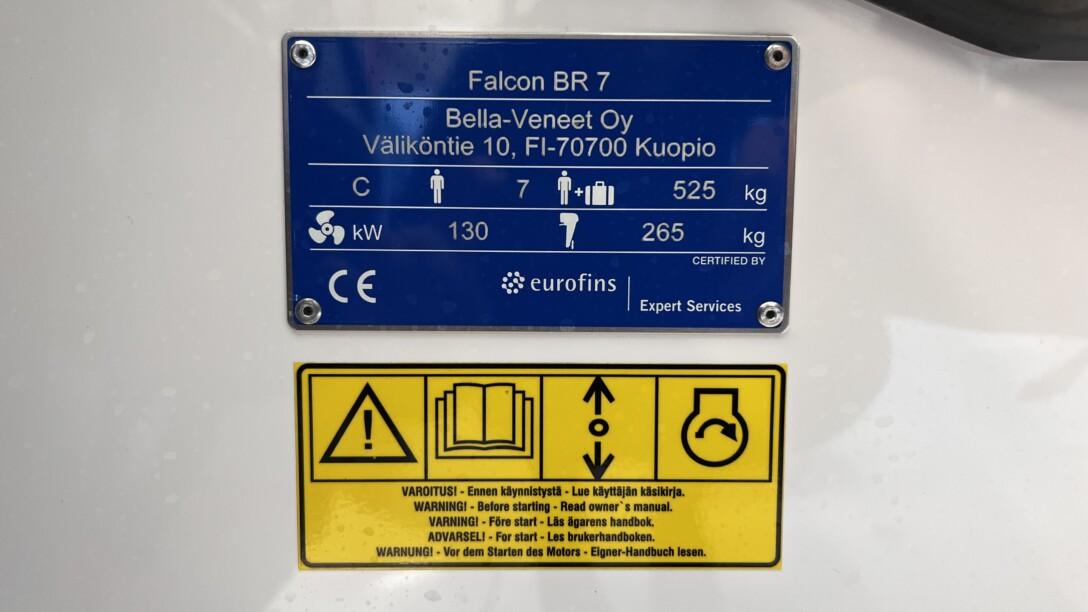 Falcon BR 7
Bella-Veneet Oy
Väliköntie 10, FI-70700 Kuopio
C 7 + 525 kg
kW 130 265 kg
CERTIFIED BY
CE eurofins Expert Services
!
VAROITUS! - Ennen käynnistystä - Lue käyttäjän käsikirja.
WARNING! - Before starting - Read owner`s manual.
VARNING! - Före start - Läs ägarens handbok.
ADVARSEL! - For start - Les brukerhandboken.
WARNUNG! - Vor dem Starten des Motors - Eigner-Handbuch lesen.